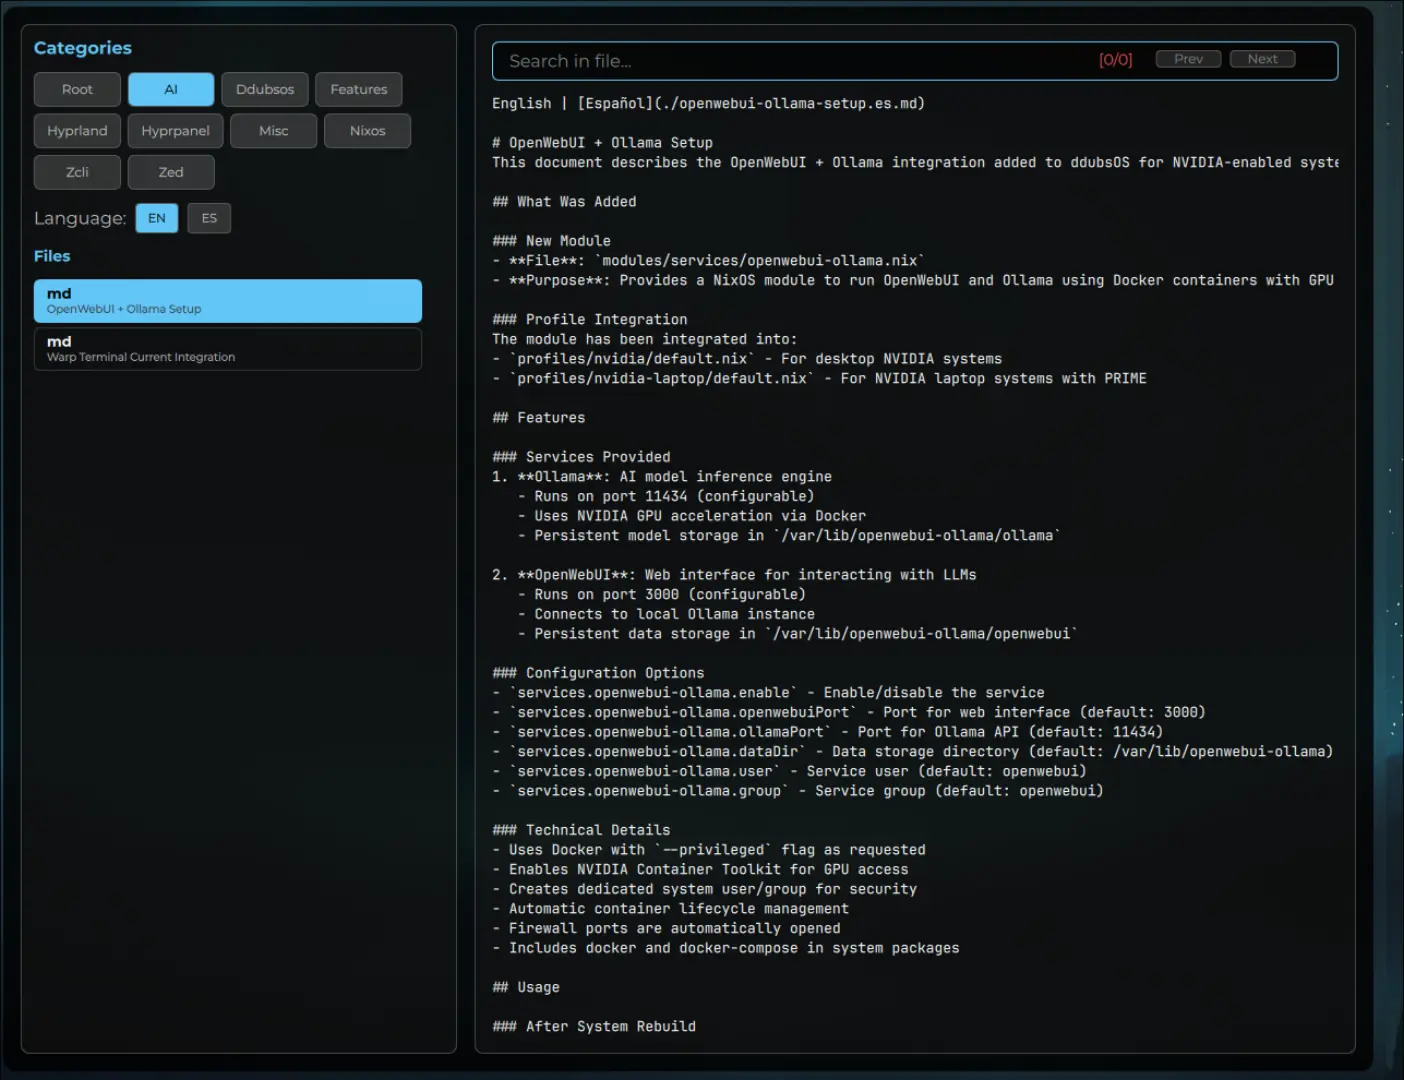 Categories
Root
AI
Ddubsos
Features
Hyprland
Hyprpanel
Misc
Nixos
Zcli
Zed
Language:
EN
ES
Files
md
OpenWebUI + Ollama Setup
md
Warp Terminal Current Integration
Search in file...
[0/0]
Prev
Next
English | [Español](./openwebui-ollama-setup.es.md)
# OpenWebUI + Ollama Setup
This document describes the OpenWebUI + Ollama integration added to ddubsOS for NVIDIA-enabled syste
## What Was Added
### New Module
- **File**: `modules/services/openwebui-ollama.nix`
- **Purpose**: Provides a NixOS module to run OpenWebUI and Ollama using Docker containers with GPU
### Profile Integration
The module has been integrated into:
- `profiles/nvidia/default.nix` - For desktop NVIDIA systems
- `profiles/nvidia-laptop/default.nix` - For NVIDIA laptop systems with PRIME
## Features
### Services Provided
1. **Ollama**: AI model inference engine
- Runs on port 11434 (configurable)
- Uses NVIDIA GPU acceleration via Docker
- Persistent model storage in `/var/lib/openwebui-ollama/ollama`
2. **OpenWebUI**: Web interface for interacting with LLMs
- Runs on port 3000 (configurable)
- Connects to local Ollama instance
- Persistent data storage in `/var/lib/openwebui-ollama/openwebui`
### Configuration Options
- `services.openwebui-ollama.enable` - Enable/disable the service
- `services.openwebui-ollama.openwebuiPort` - Port for web interface (default: 3000)
- `services.openwebui-ollama.ollamaPort` - Port for Ollama API (default: 11434)
- `services.openwebui-ollama.dataDir` - Data storage directory (default: /var/lib/openwebui-ollama)
- `services.openwebui-ollama.user` - Service user (default: openwebui)
- `services.openwebui-ollama.group` - Service group (default: openwebui)
### Technical Details
- Uses Docker with `--privileged` flag as requested
- Enables NVIDIA Container Toolkit for GPU access
- Creates dedicated system user/group for security
- Automatic container lifecycle management
- Firewall ports are automatically opened
- Includes docker and docker-compose in system packages
## Usage
### After System Rebuild